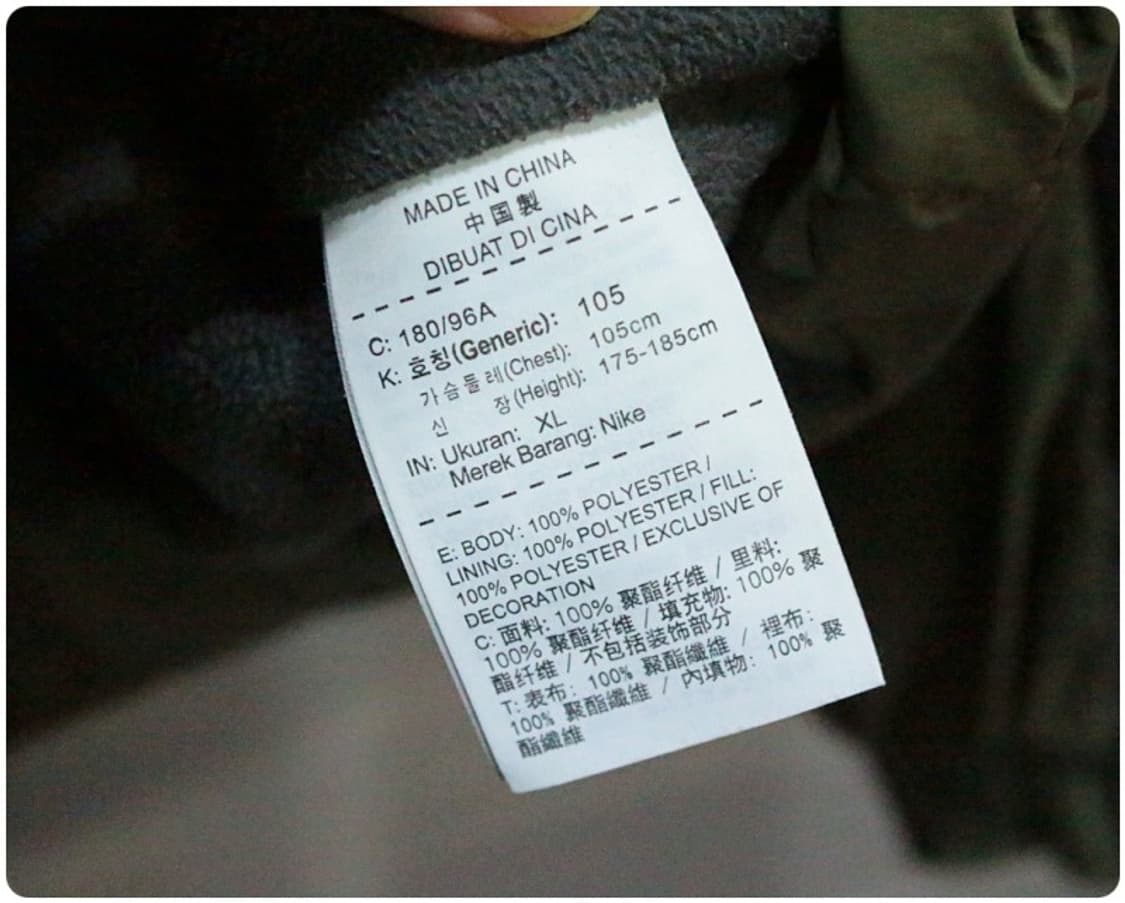 MADE IN CHINA
中国製
DIBUAT DI CINA
C: 180/96A
K: 호칭(Generic): 105
가슴둘레(Chest): 105cm
신 장(Height): 175-185cm
IN: Ukuran: XL
Merek Barang: Nike
E: BODY: 100% POLYESTER /
LINING: 100% POLYESTER / FILL:
100% POLYESTER / EXCLUSIVE OF
DECORATION
C: 面料: 100% 聚酯纤维 / 里料:
100% 聚酯纤维 / 填充物: 100% 聚
酯纤维 / 不包括装饰部分
T: 表布: 100% 聚酯纖維 / 裡布:
100% 聚酯纖維 / 內填物: 100% 聚
酯纖維